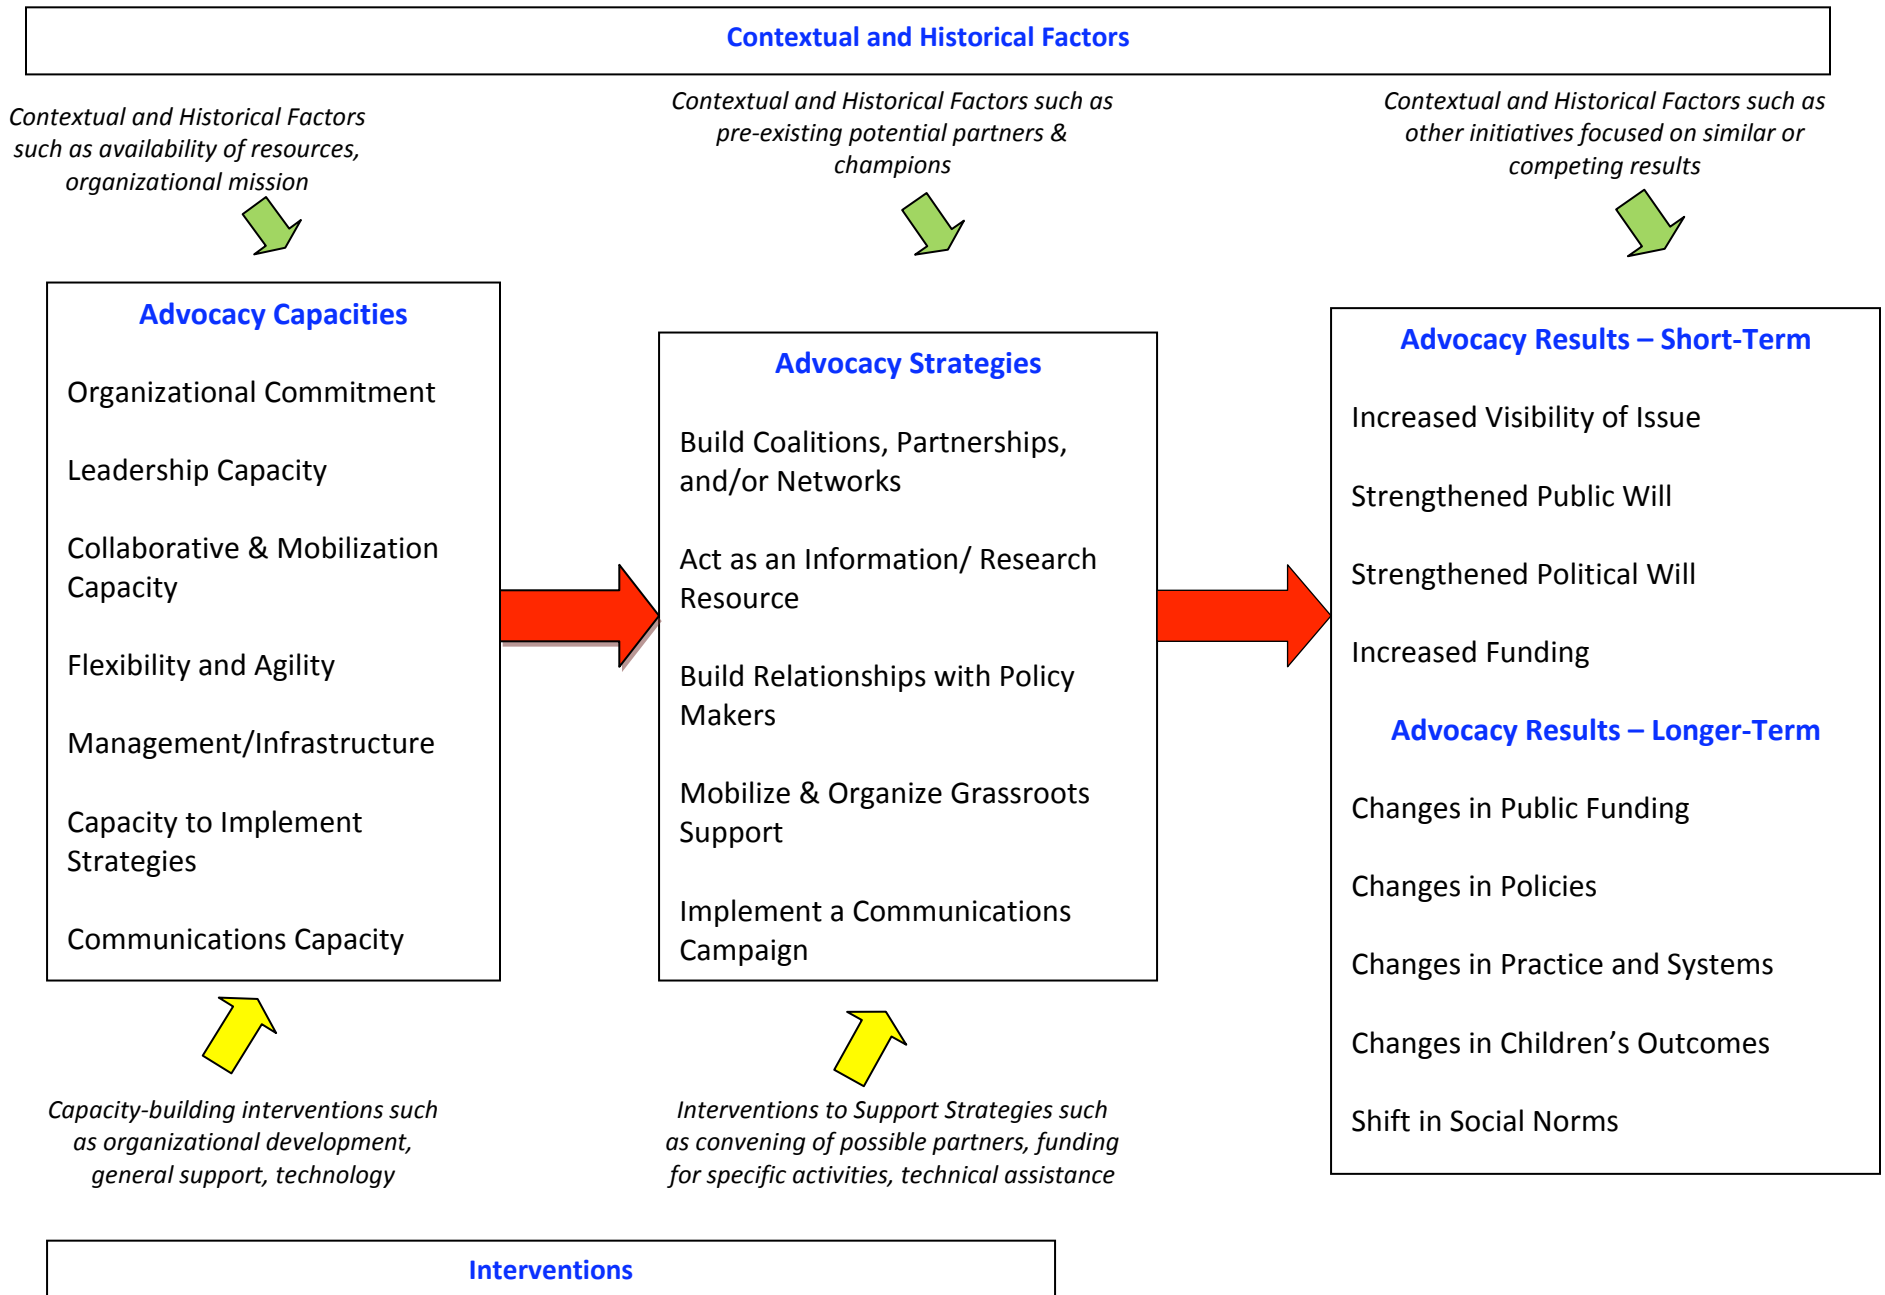 Contextual and Historical Factors
Contextual and Historical Factors
such as availability of resources,
organizational mission
Contextual and Historical Factors such as
pre-existing potential partners &
champions
Contextual and Historical Factors such as
other initiatives focused on similar or
competing results
Advocacy Capacities
Organizational Commitment
Leadership Capacity
Collaborative & Mobilization
Capacity
Flexibility and Agility
Management/Infrastructure
Capacity to Implement
Strategies
Communications Capacity
Advocacy Strategies
Build Coalitions, Partnerships,
and/or Networks
Act as an Information/ Research
Resource
Build Relationships with Policy
Makers
Mobilize & Organize Grassroots
Support
Implement a Communications
Campaign
Advocacy Results – Short-Term
Increased Visibility of Issue
Strengthened Public Will
Strengthened Political Will
Increased Funding
Advocacy Results – Longer-Term
Changes in Public Funding
Changes in Policies
Changes in Practice and Systems
Changes in Children’s Outcomes
Shift in Social Norms
Capacity-building interventions such
as organizational development,
general support, technology
Interventions to Support Strategies such
as convening of possible partners, funding
for specific activities, technical assistance
Interventions